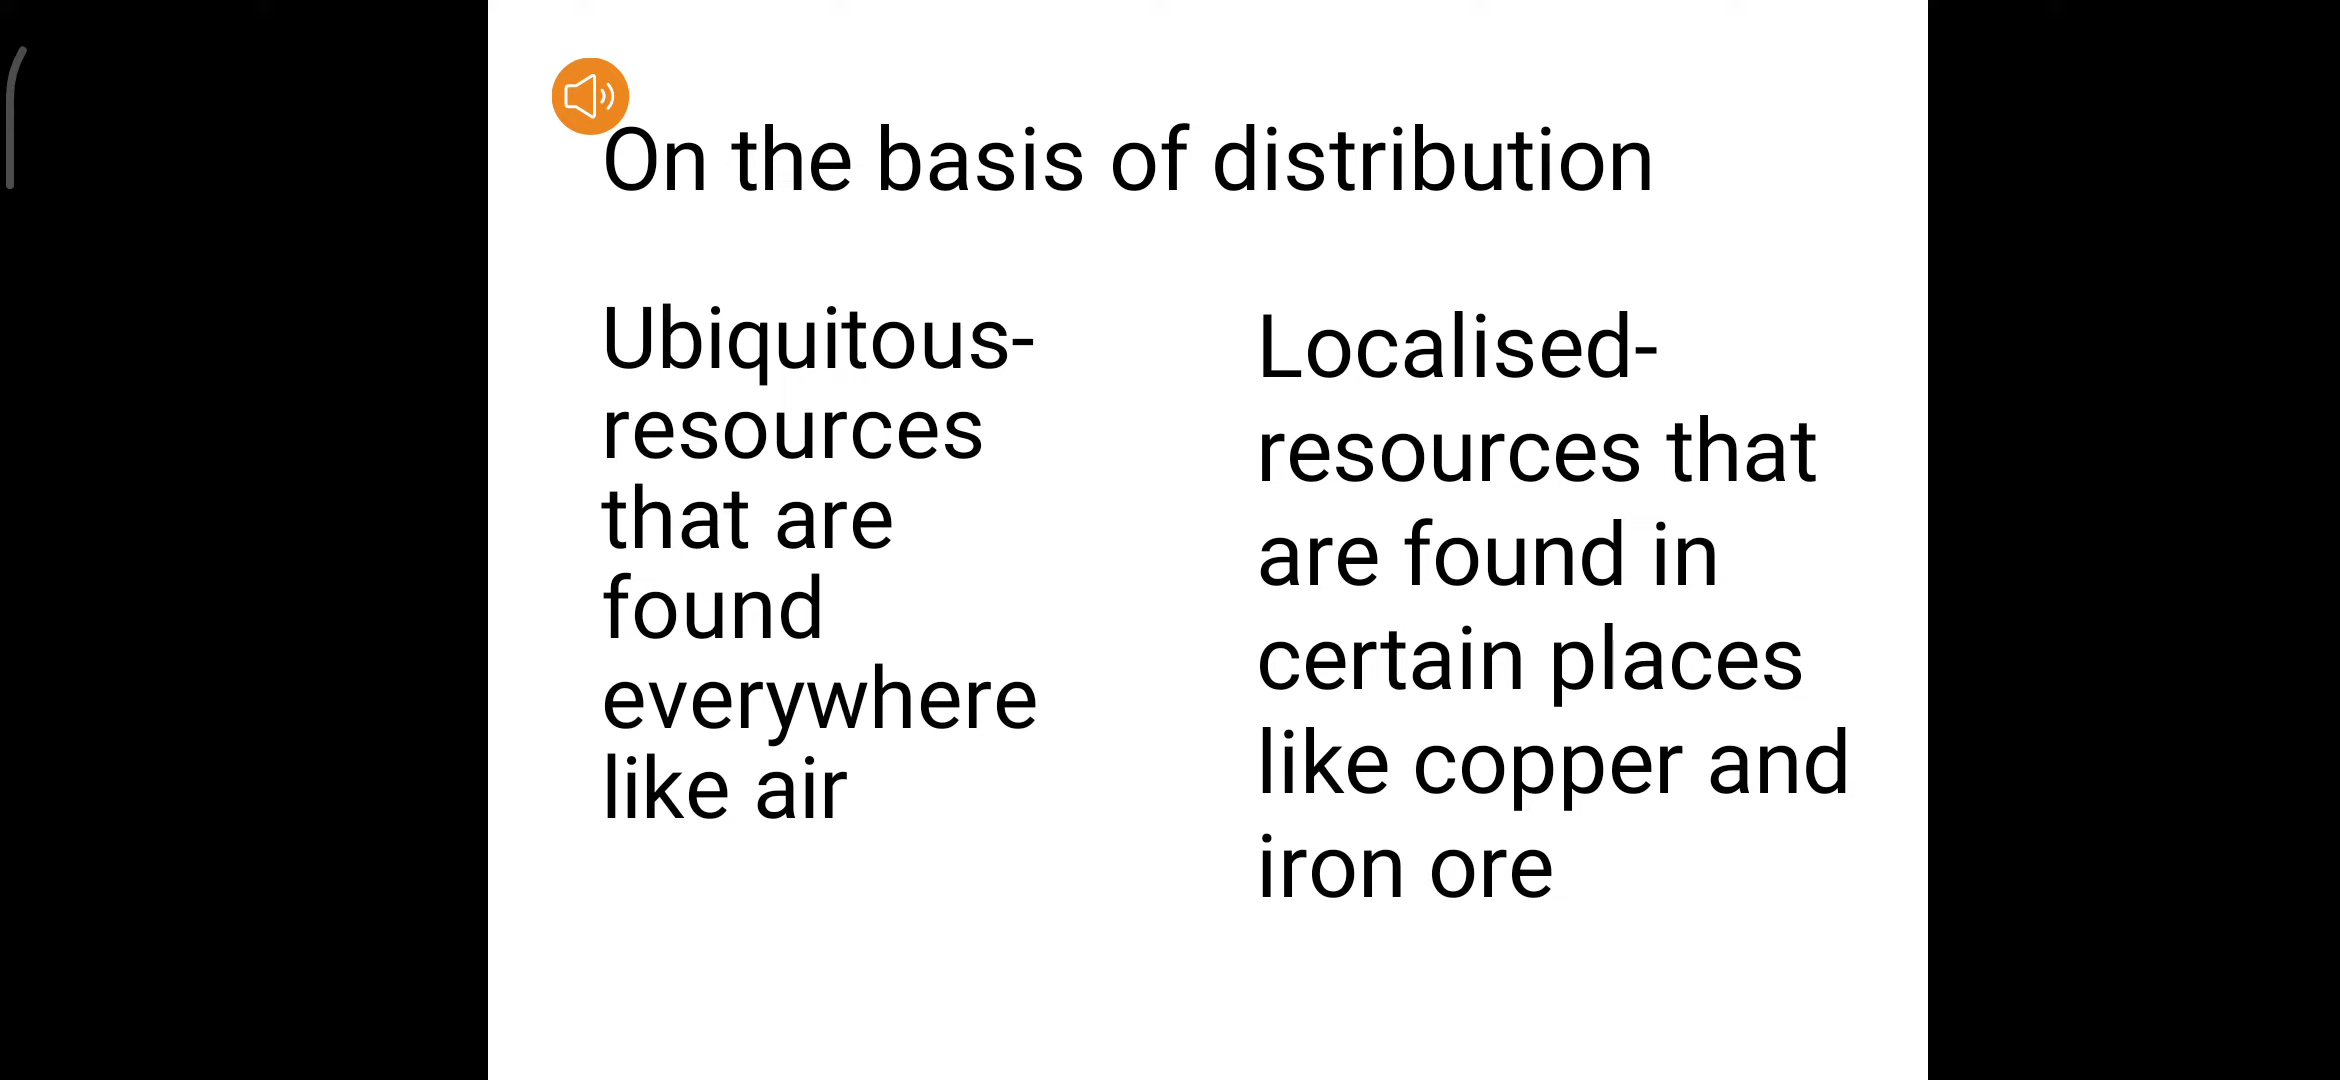 On the basis of distribution
Ubiquitous-
resources
that are
found
everywhere
like air
Localised-
resources that
are found in
certain places
like copper and
iron ore